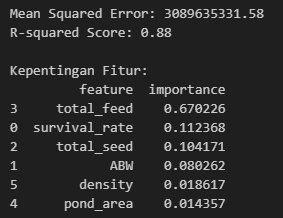 Mean Squared Error: 3089635331.58
R-squared Score: 0.88
Kepentingan Fitur:
feature importance
3 total_feed 0.670226
0 survival_rate 0.112368
2 total_seed 0.104171
1 ABW 0.080262
5 density 0.018617
4 pond_area 0.014357